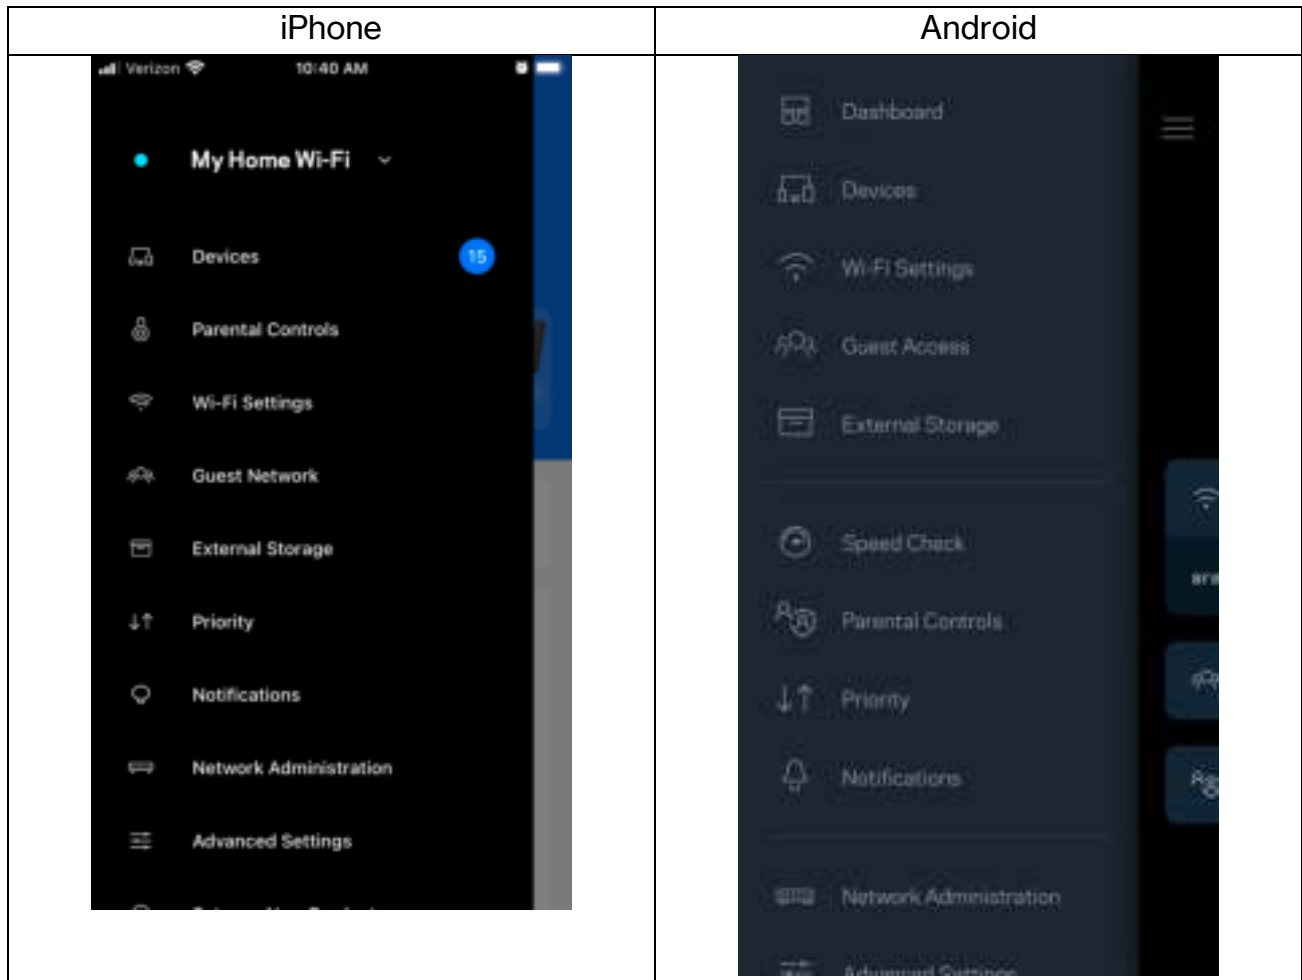 iPhone
Android
Verizon
10:40 AM
My Home Wi-Fi
Devices
15
Parental Controls
Wi-Fi Settings
Guest Network
External Storage
Priority
Notifications
Network Administration
Advanced Settings
Dashboard
Devices
Wi-Fi Settings
Guest Access
External Storage
Speed Check
Parental Controls
Priority
Notifications
Network Administration
Advanced Settings